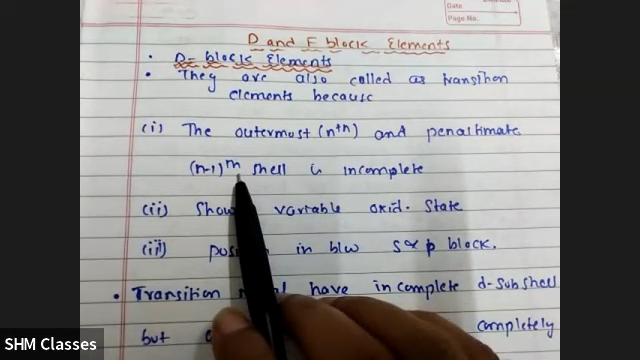 Date
Page No.
D and F block Elements
• D- block Elements
• They are also called as transition
elements because
(i) The outermost (nth) and penaltimate
(n-1)th shell is incomplete
(ii) Show variable oxid. State
(iii) in b/w s & p block.
• Transition have incomplete d-subshell
but completely
SHM Classes